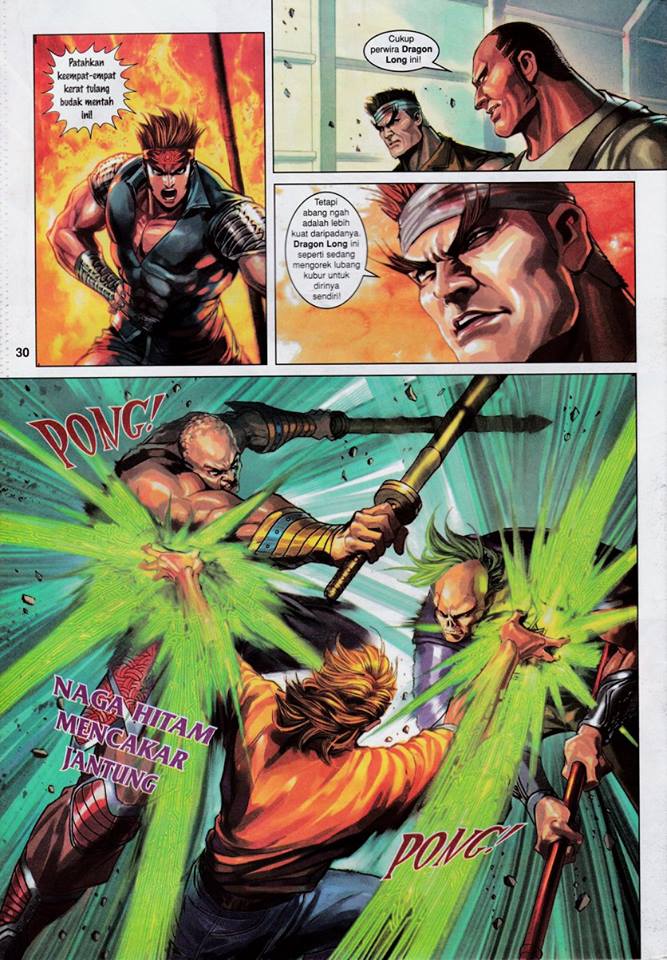 Patahkan
keempat-empat
kerat tulang
budak mentah
ini!
Cukup
perwira Dragon
Long ini!
Tetapi
abang ngah
adalah lebih
kuat daripadanya.
Dragon Long ini
seperti sedang
mengorek lubang
kubur untuk
dirinya
sendiri!
30
PONG!
NAGA HITAM
MENCAKAR
JANTUNG
PONG!